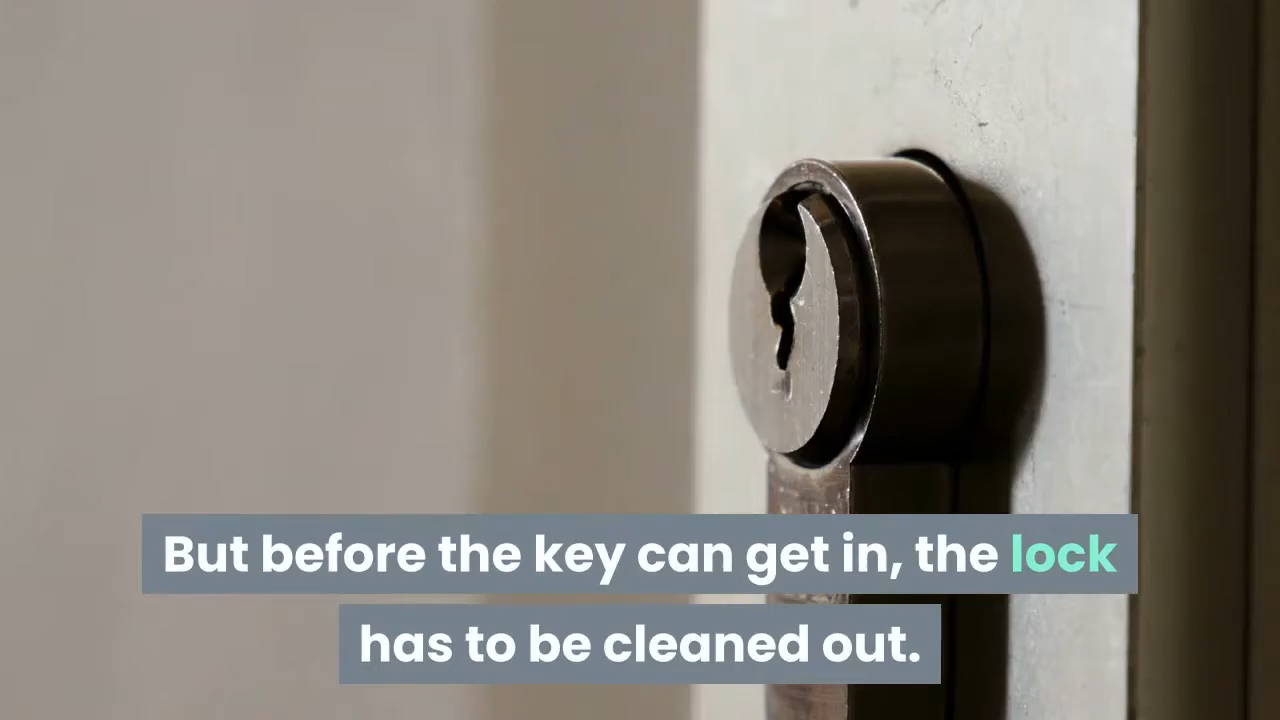 But before the key can get in, the lock
has to be cleaned out.